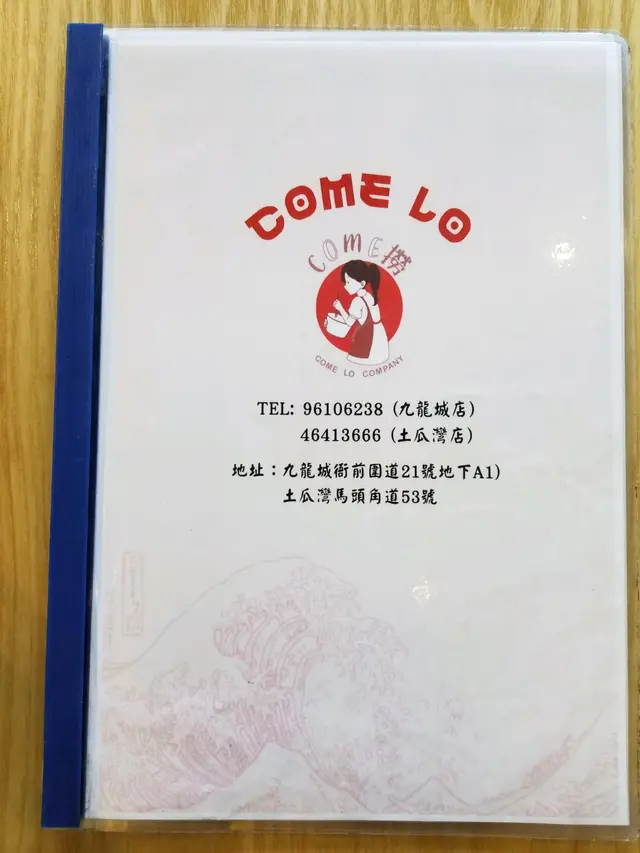 COME LO
COME撈
COME LO COMPANY
TEL: 96106238 (九龍城店)
46413666 (土瓜灣店)
地址：九龍城衙前圍道21號地下A1)
土瓜灣馬頭角道53號